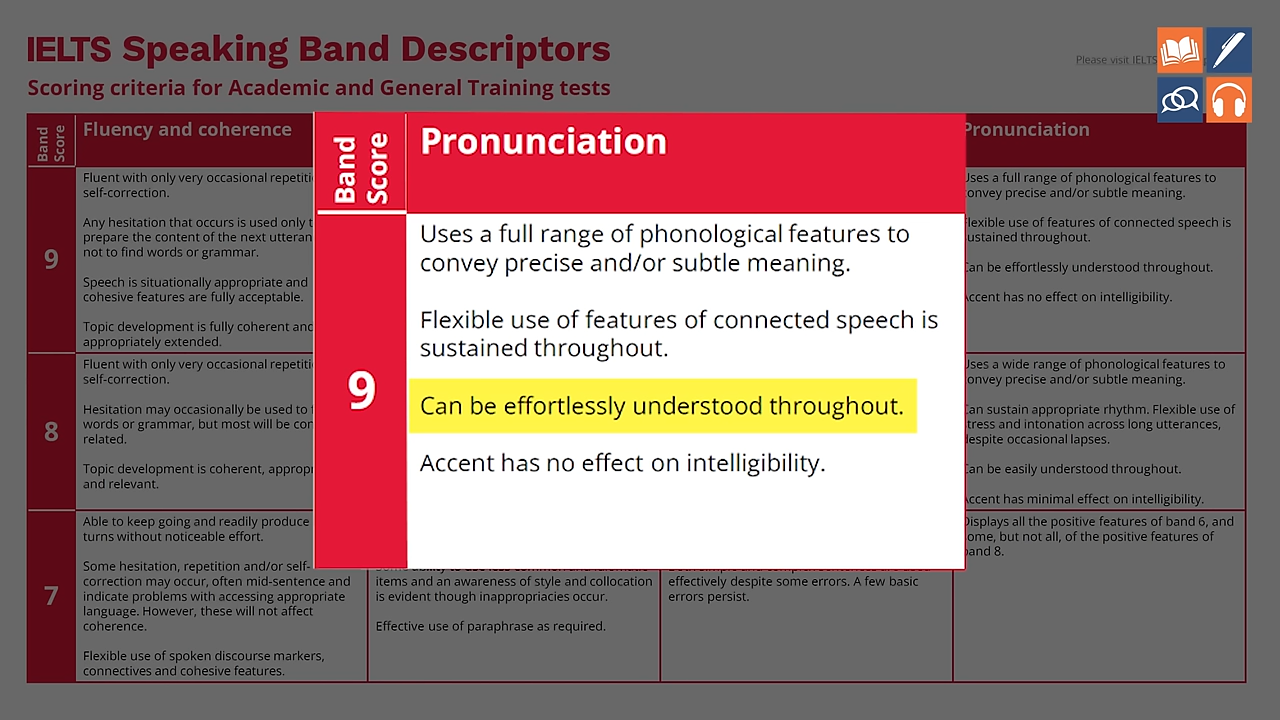 IELTS Speaking Band Descriptors
Scoring criteria for Academic and General Training tests
Please visit IELTS
Band Score
Fluency and coherence
Pronunciation
9
Fluent with only very occasional
self-correction.
Any hesitation that occurs is used only
prepare the content of the next
not to find words or grammar.
Speech is situationally appropriate and
cohesive features are fully acceptable.
Topic development is fully coherent
appropriately extended.
Uses a full range of phonological features to
convey precise and/or subtle meaning.
Flexible use of features of connected speech is
sustained throughout.
Can be effortlessly understood throughout.
Accent has no effect on intelligibility.
8
Fluent with only very occasional
self-correction.
Hesitation may occasionally be used to
words or grammar, but most will be
related.
Topic development is coherent,
and relevant.
Uses a wide range of phonological features to
convey precise and/or subtle meaning.
Can sustain appropriate rhythm. Flexible use of
stress and intonation across long utterances,
despite occasional lapses.
Can be easily understood throughout.
Accent has minimal effect on intelligibility.
7
Able to keep going and readily produce
turns without noticeable effort.
Some hesitation, repetition and/or self-
correction may occur, often mid-sentence and
indicate problems with accessing appropriate
language. However, these will not affect
coherence.
Flexible use of spoken discourse markers,
connectives and cohesive features.
items and an awareness of style and collocation
is evident though inappropriacies occur.
Effective use of paraphrase as required.
effectively despite some errors. A few basic
errors persist.
Displays all the positive features of band 6, and
some, but not all, of the positive features of
band 8.
Band
Score
Pronunciation
9
Uses a full range of phonological features to
convey precise and/or subtle meaning.
Flexible use of features of connected speech is
sustained throughout.
Can be effortlessly understood throughout.
Accent has no effect on intelligibility.